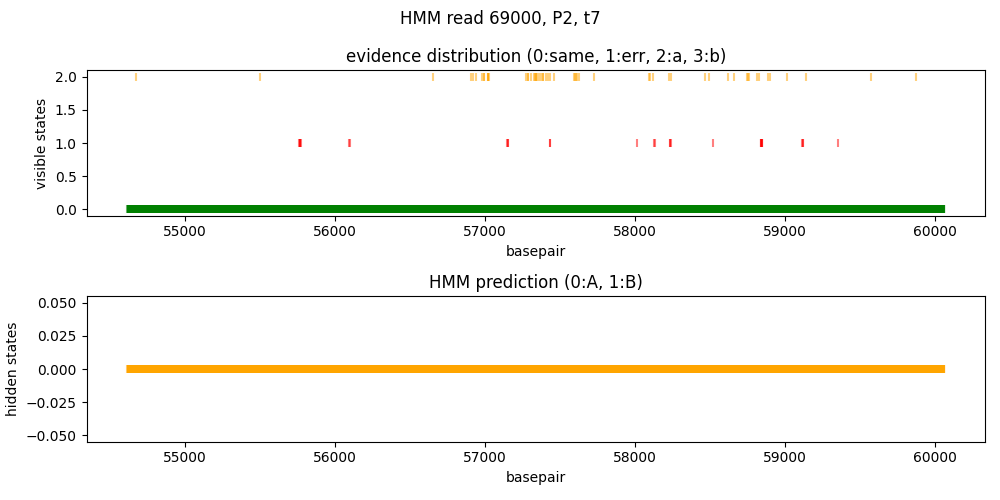 HMM read 69000, P2, t7
evidence distribution (0:same, 1:err, 2:a, 3:b)
visible states
2.0
1.5
1.0
0.5
0.0
55000 56000 57000 58000 59000 60000
basepair
HMM prediction (0:A, 1:B)
hidden states
0.050
0.025
0.000
−0.025
−0.050
55000 56000 57000 58000 59000 60000
basepair